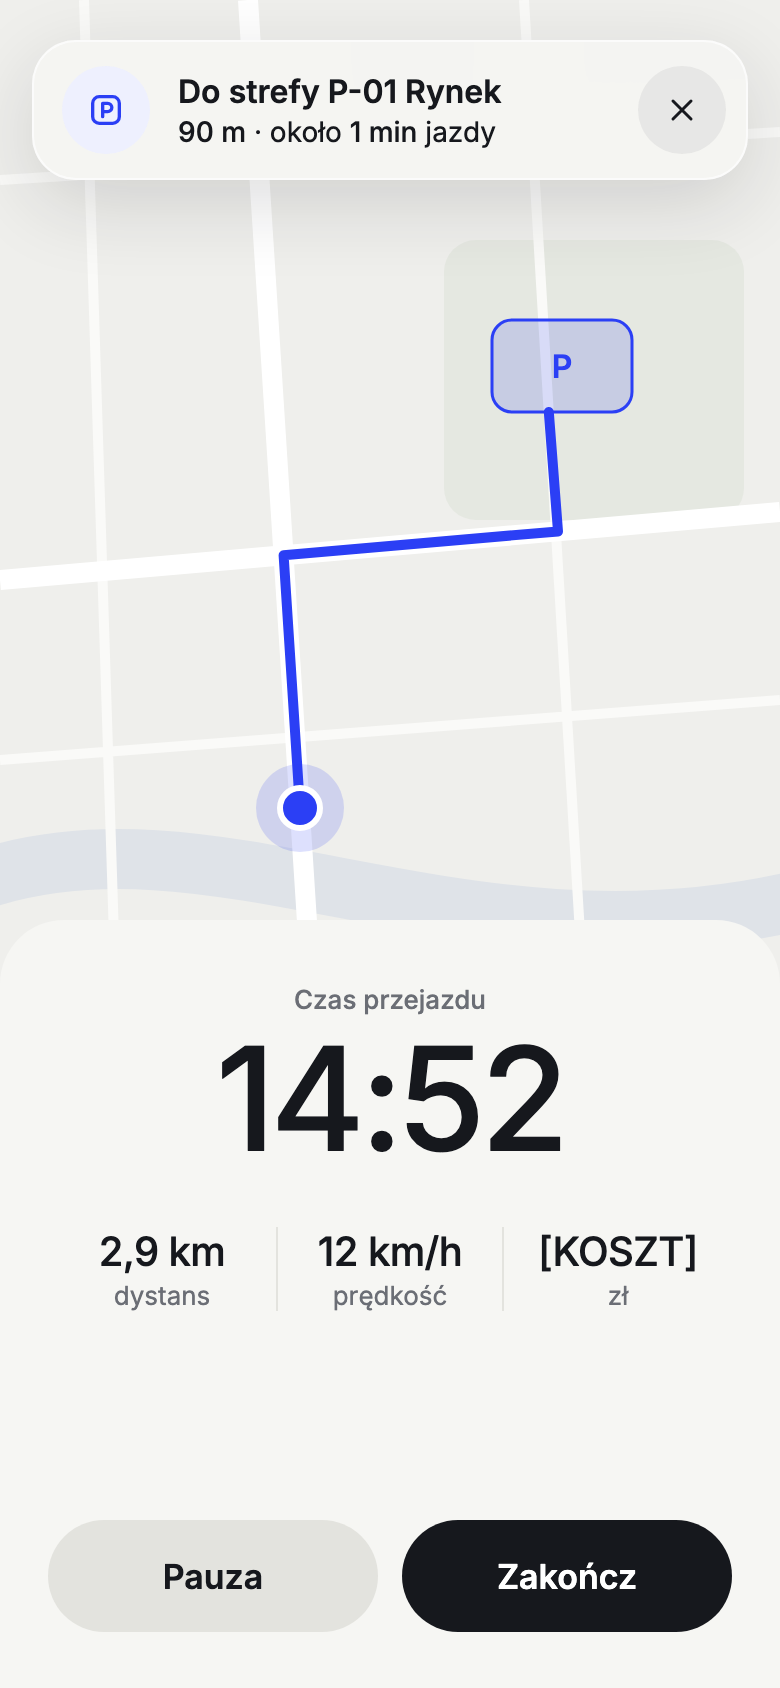 P
Do strefy P-01 Rynek
90 m · około 1 min jazdy
P
Czas przejazdu
14:52
2,9 km
dystans
12 km/h
prędkość
[KOSZT]
zł
Pauza
Zakończ